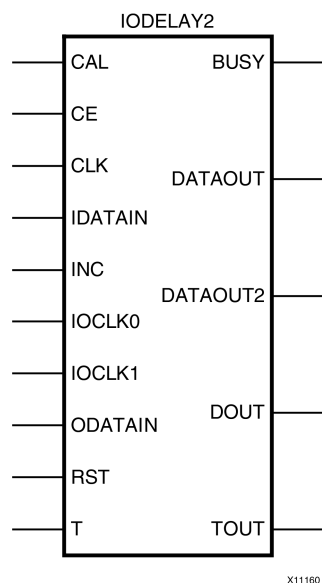 IODELAY2
CAL BUSY
CE
CLK
DATAOUT
IDATAIN
INC
DATAOUT2
IOCLK0
IOCLK1
DOUT
ODATAIN
RST
T TOUT
X11160